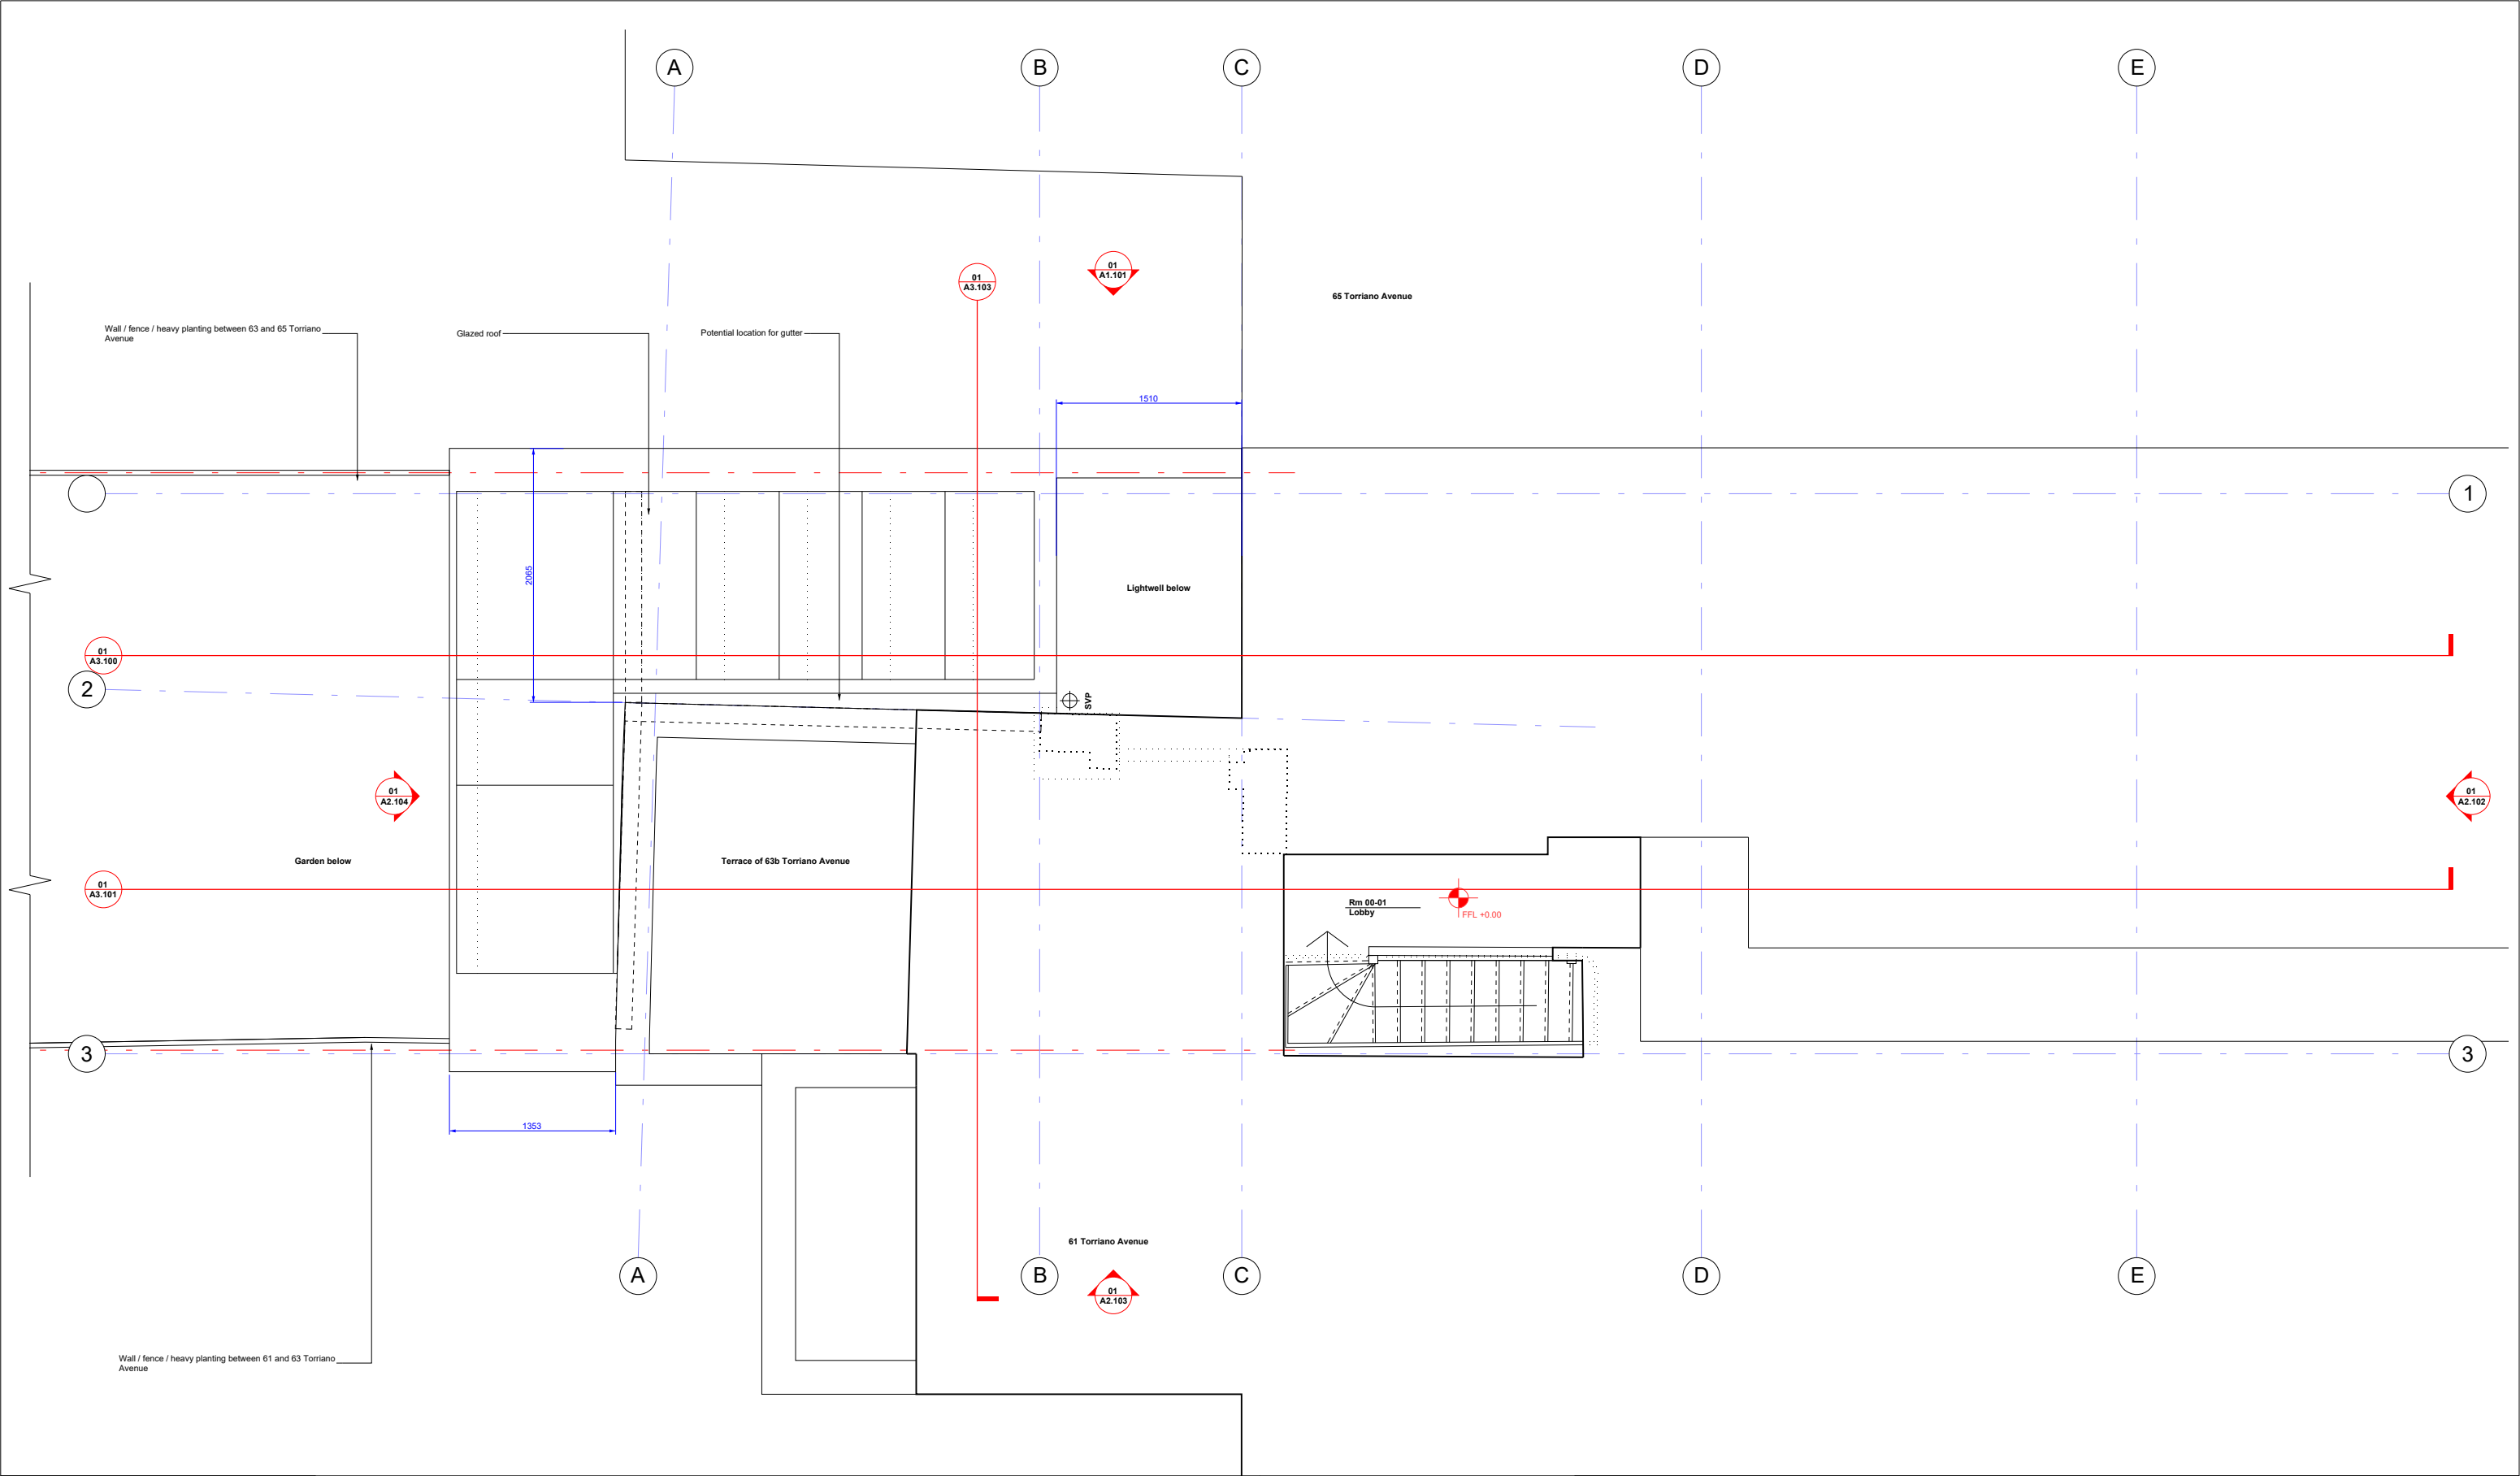 A
B
C
D
E
01
A3.103
01
A1.101
65 Torriano Avenue
Wall / fence / heavy planting between 63 and 65 Torriano
Avenue
Glazed roof
Potential location for gutter
1510
1
2065
Lightwell below
01
A3.100
2
SVP
01
A2.104
01
A2.102
Garden below
Terrace of 63b Torriano Avenue
01
A3.101
Rm 00-01
Lobby
FFL +0.00
3
3
1353
61 Torriano Avenue
A
B
C
D
E
01
A2.103
Wall / fence / heavy planting between 61 and 63 Torriano
Avenue